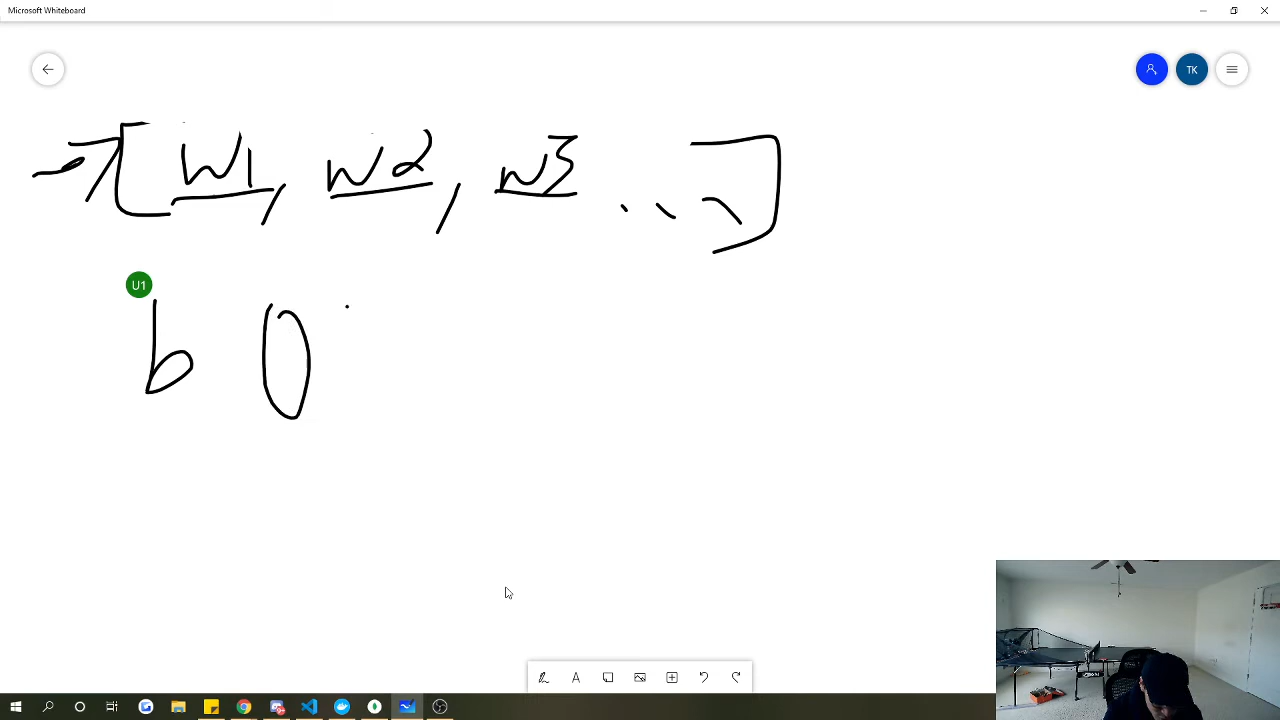 Microsoft Whiteboard
TK
[ W1, W2, W3 ... ]
U1
b 0
A